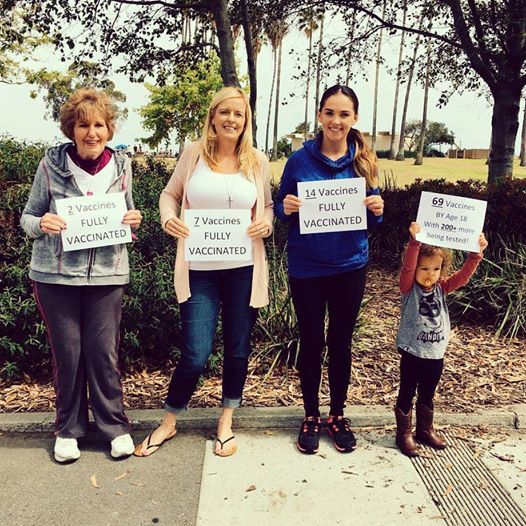 2 Vaccines
FULLY
VACCINATED
7 Vaccines
FULLY
VACCINATED
14 Vaccines
FULLY
VACCINATED
69 Vaccines
BY Age 18
With 200+ more
being tested!